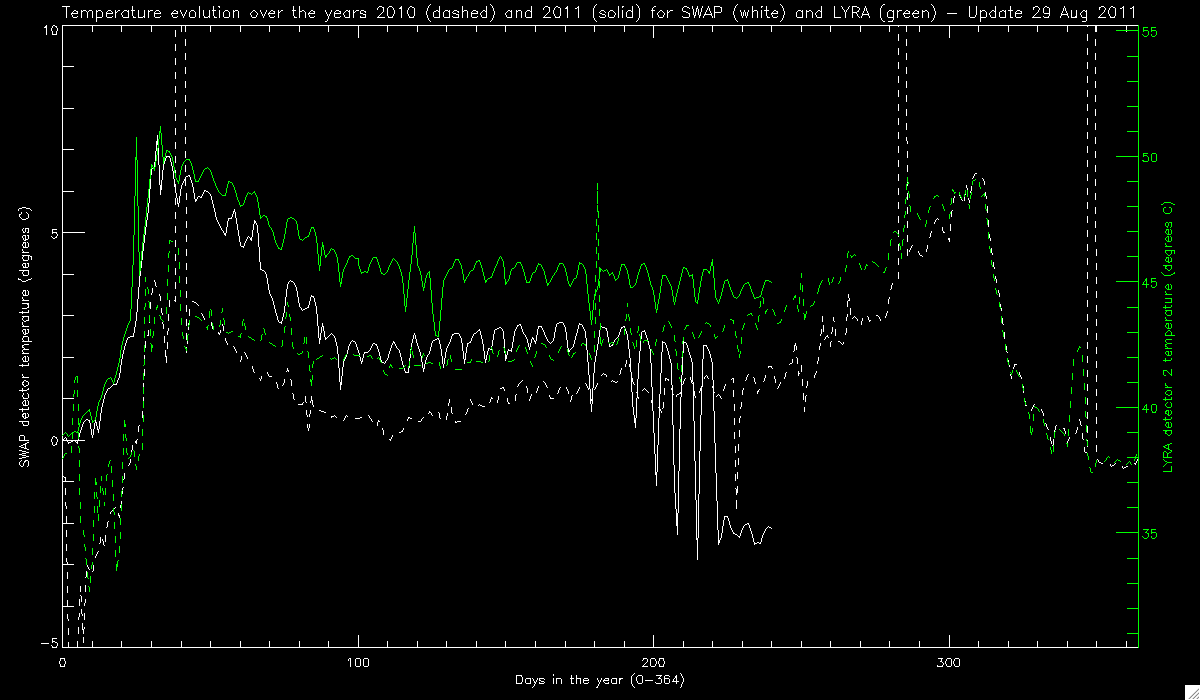 Temperature evolution over the years 2010 (dashed) and 2011 (solid) for SWAP (white) and LYRA (green) – Update 29 Aug 2011
10
5
0
-5
SWAP detector temperature (degrees C)
55
50
45
40
35
LYRA detector 2 temperature (degrees C)
0 100 200 300
Days in the year (0-364)